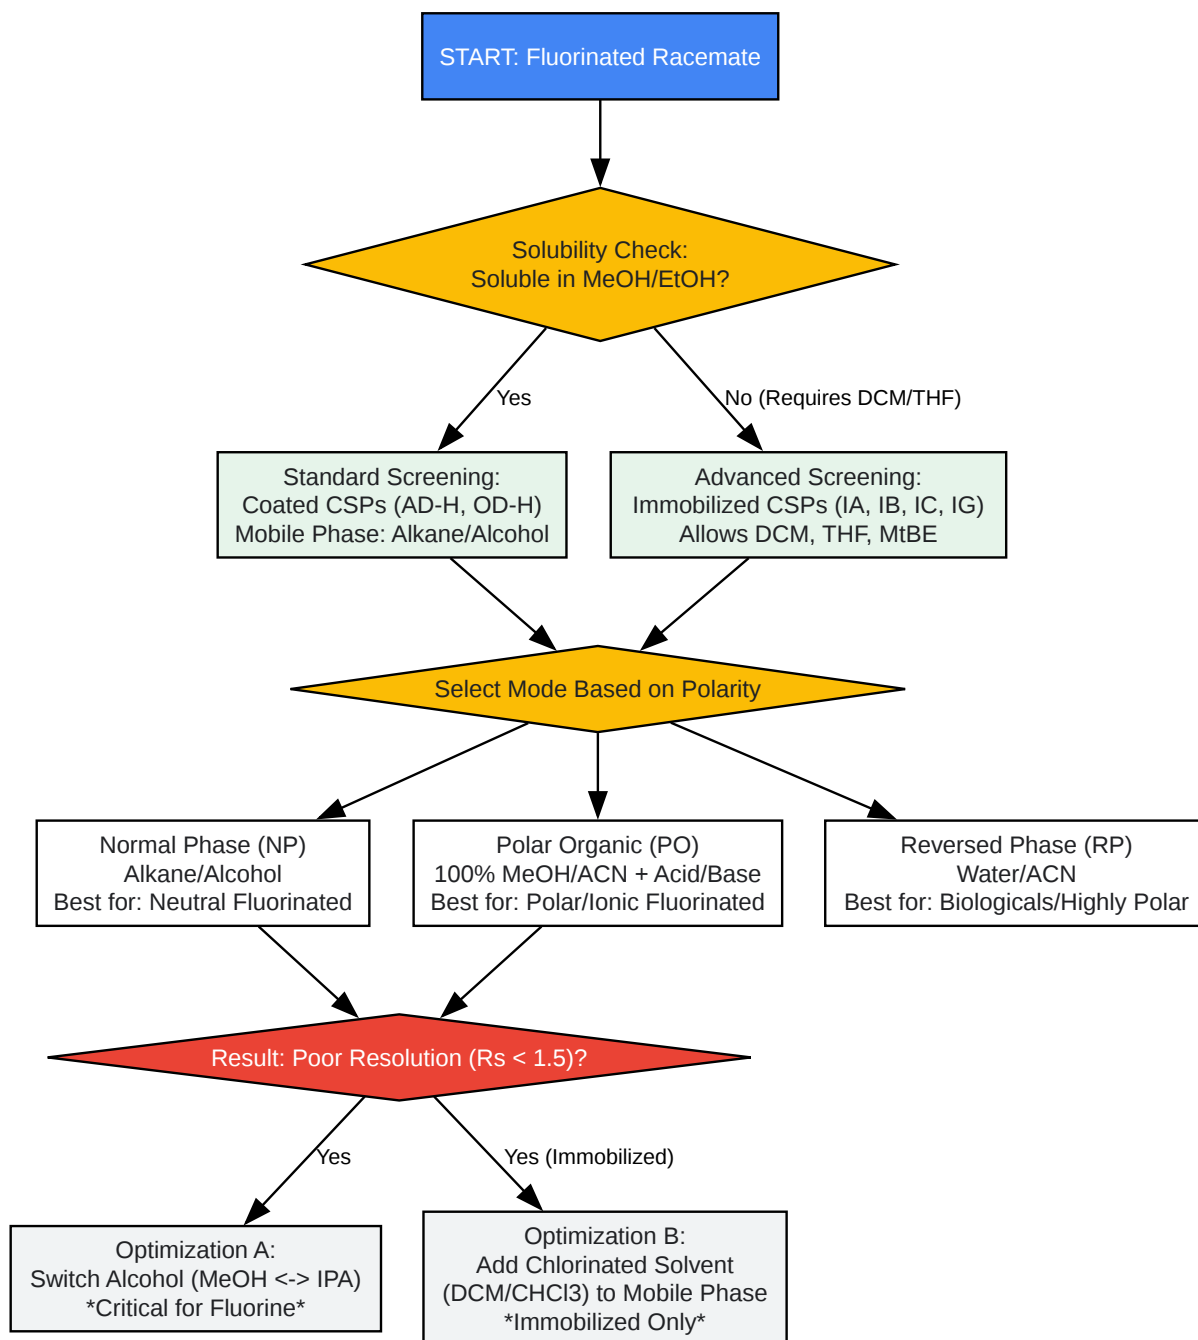 START: Fluorinated Racemate
Solubility Check:
Soluble in MeOH/EtOH?
Yes
No (Requires DCM/THF)
Standard Screening:
Coated CSPs (AD-H, OD-H)
Mobile Phase: Alkane/Alcohol
Advanced Screening:
Immobilized CSPs (IA, IB, IC, IG)
Allows DCM, THF, MtBE
Select Mode Based on Polarity
Normal Phase (NP)
Alkane/Alcohol
Best for: Neutral Fluorinated
Polar Organic (PO)
100% MeOH/ACN + Acid/Base
Best for: Polar/Ionic Fluorinated
Reversed Phase (RP)
Water/ACN
Best for: Biologicals/Highly Polar
Result: Poor Resolution (Rs < 1.5)?
Yes
Yes (Immobilized)
Optimization A:
Switch Alcohol (MeOH <-> IPA)
*Critical for Fluorine*
Optimization B:
Add Chlorinated Solvent
(DCM/CHCl3) to Mobile Phase
*Immobilized Only*